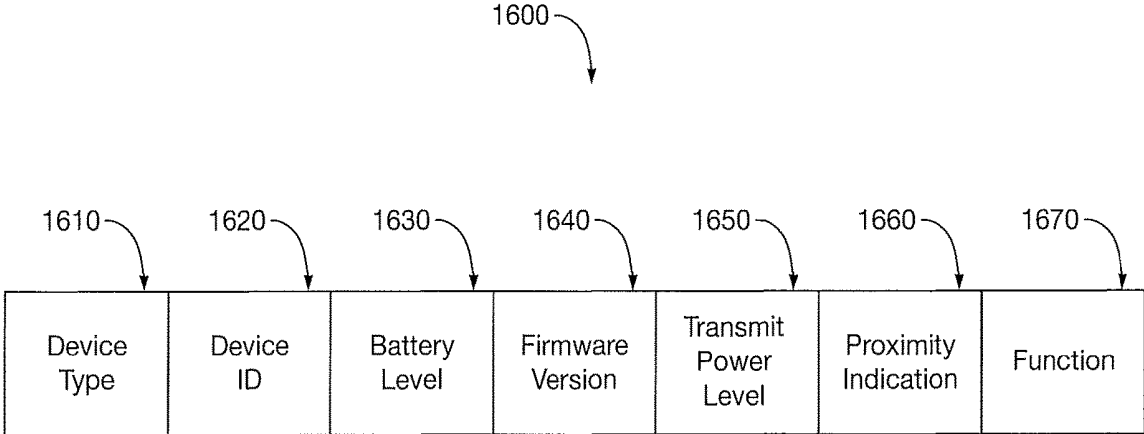 1600
1610
1620
1630
1640
1650
1660
1670
Device
Type
Device
ID
Battery
Level
Firmware
Version
Transmit
Power
Level
Proximity
Indication
Function